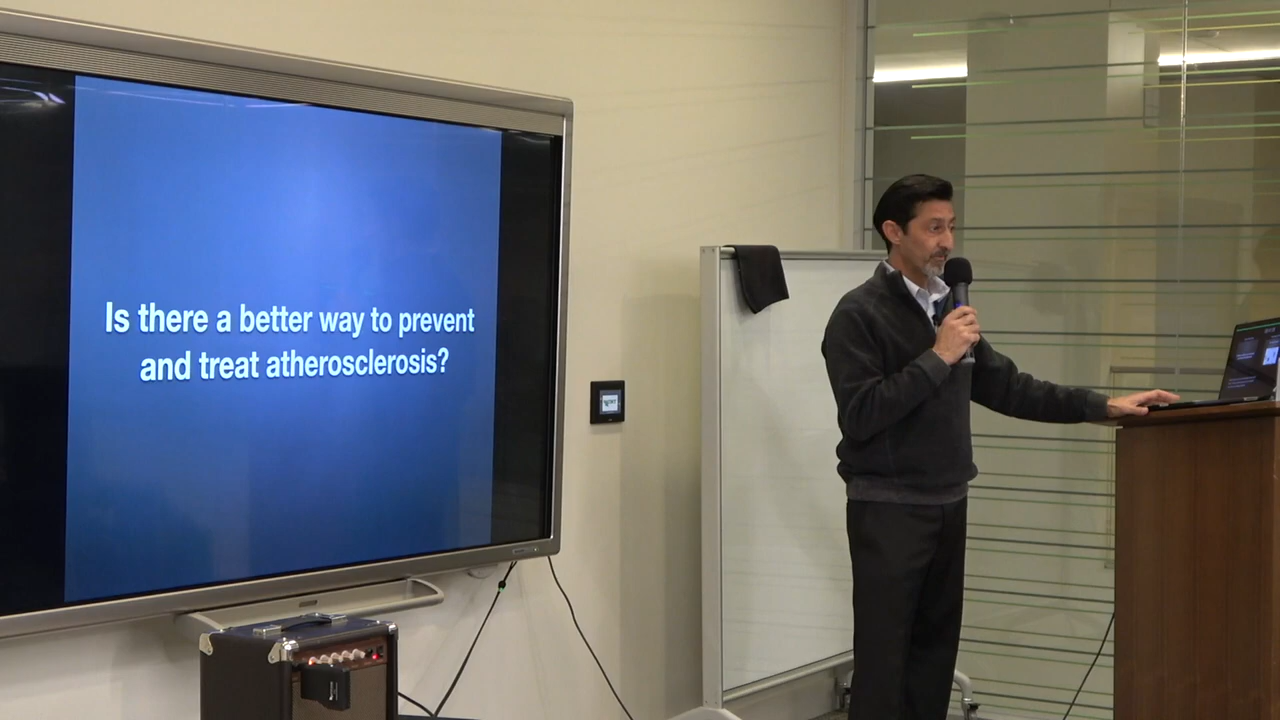 Is there a better way to prevent
and treat atherosclerosis?